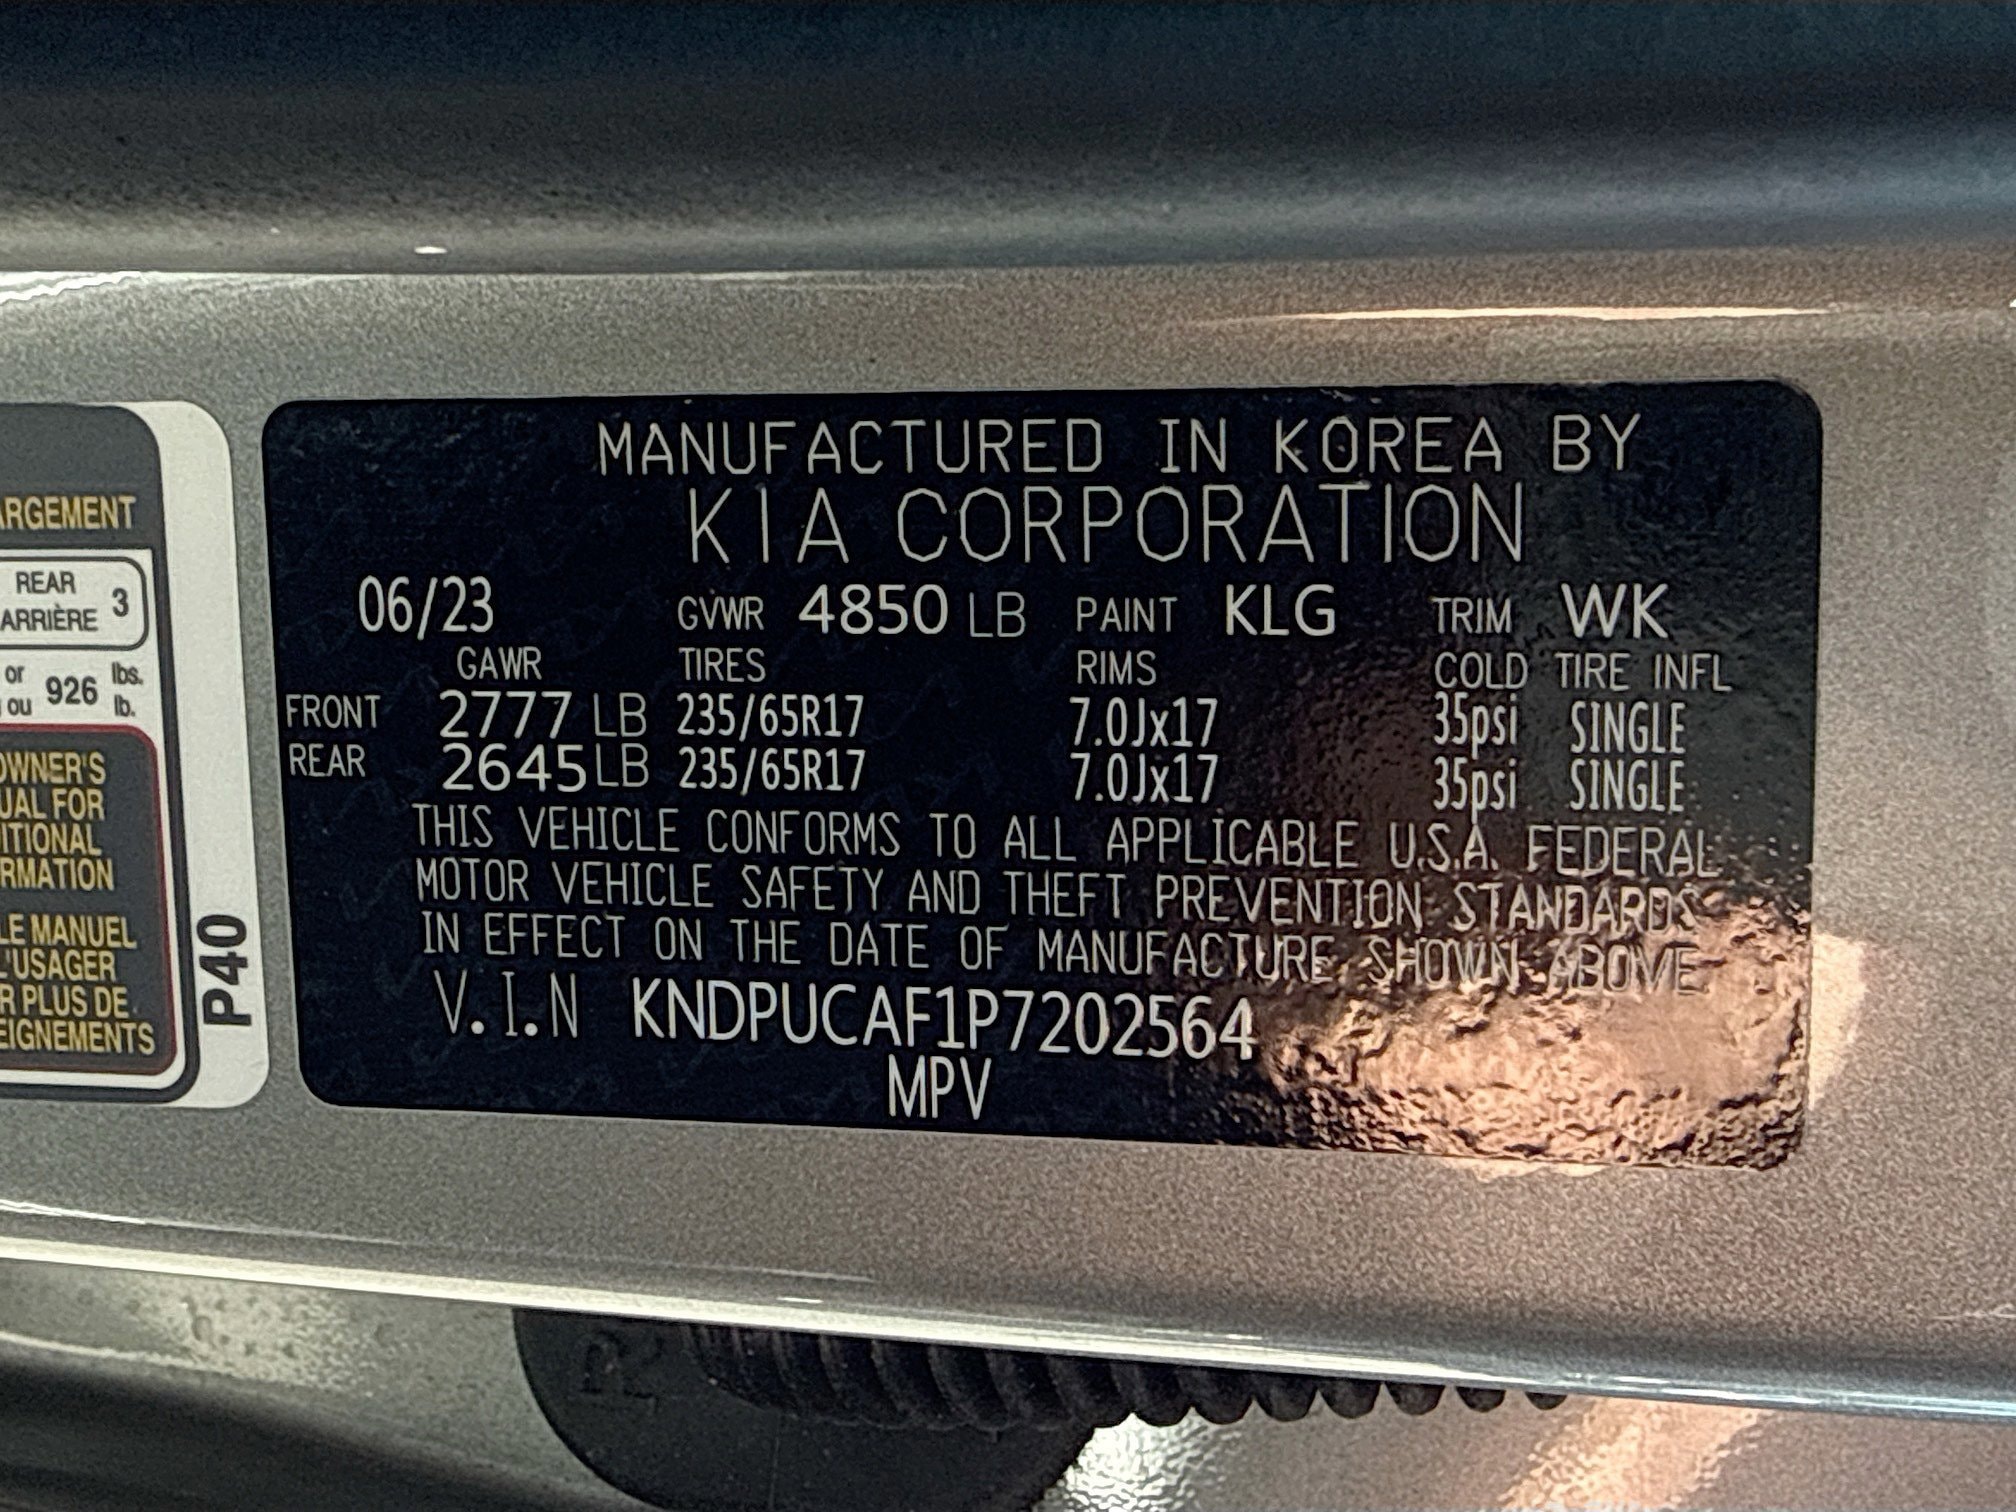 ARGEMENT
REAR
ARRIÈRE 3
or
ou 926 lbs.
lb.
OWNER'S
UAL FOR
ITIONAL
RMATION
LE MANUEL
L'USAGER
R PLUS DE
EIGNEMENTS
P40
MANUFACTURED IN KOREA BY
KIA CORPORATION
06/23 GVWR 4850 LB PAINT KLG TRIM WK
GAWR TIRES RIMS COLD TIRE INFL
FRONT 2777 LB 235/65R17 7.0Jx17 35psi SINGLE
REAR 2645 LB 235/65R17 7.0Jx17 35psi SINGLE
THIS VEHICLE CONFORMS TO ALL APPLICABLE U.S.A. FEDERAL
MOTOR VEHICLE SAFETY AND THEFT PREVENTION STANDARDS
IN EFFECT ON THE DATE OF MANUFACTURE SHOWN ABOVE
V.I.N KNDPUCAF1P7202564
MPV